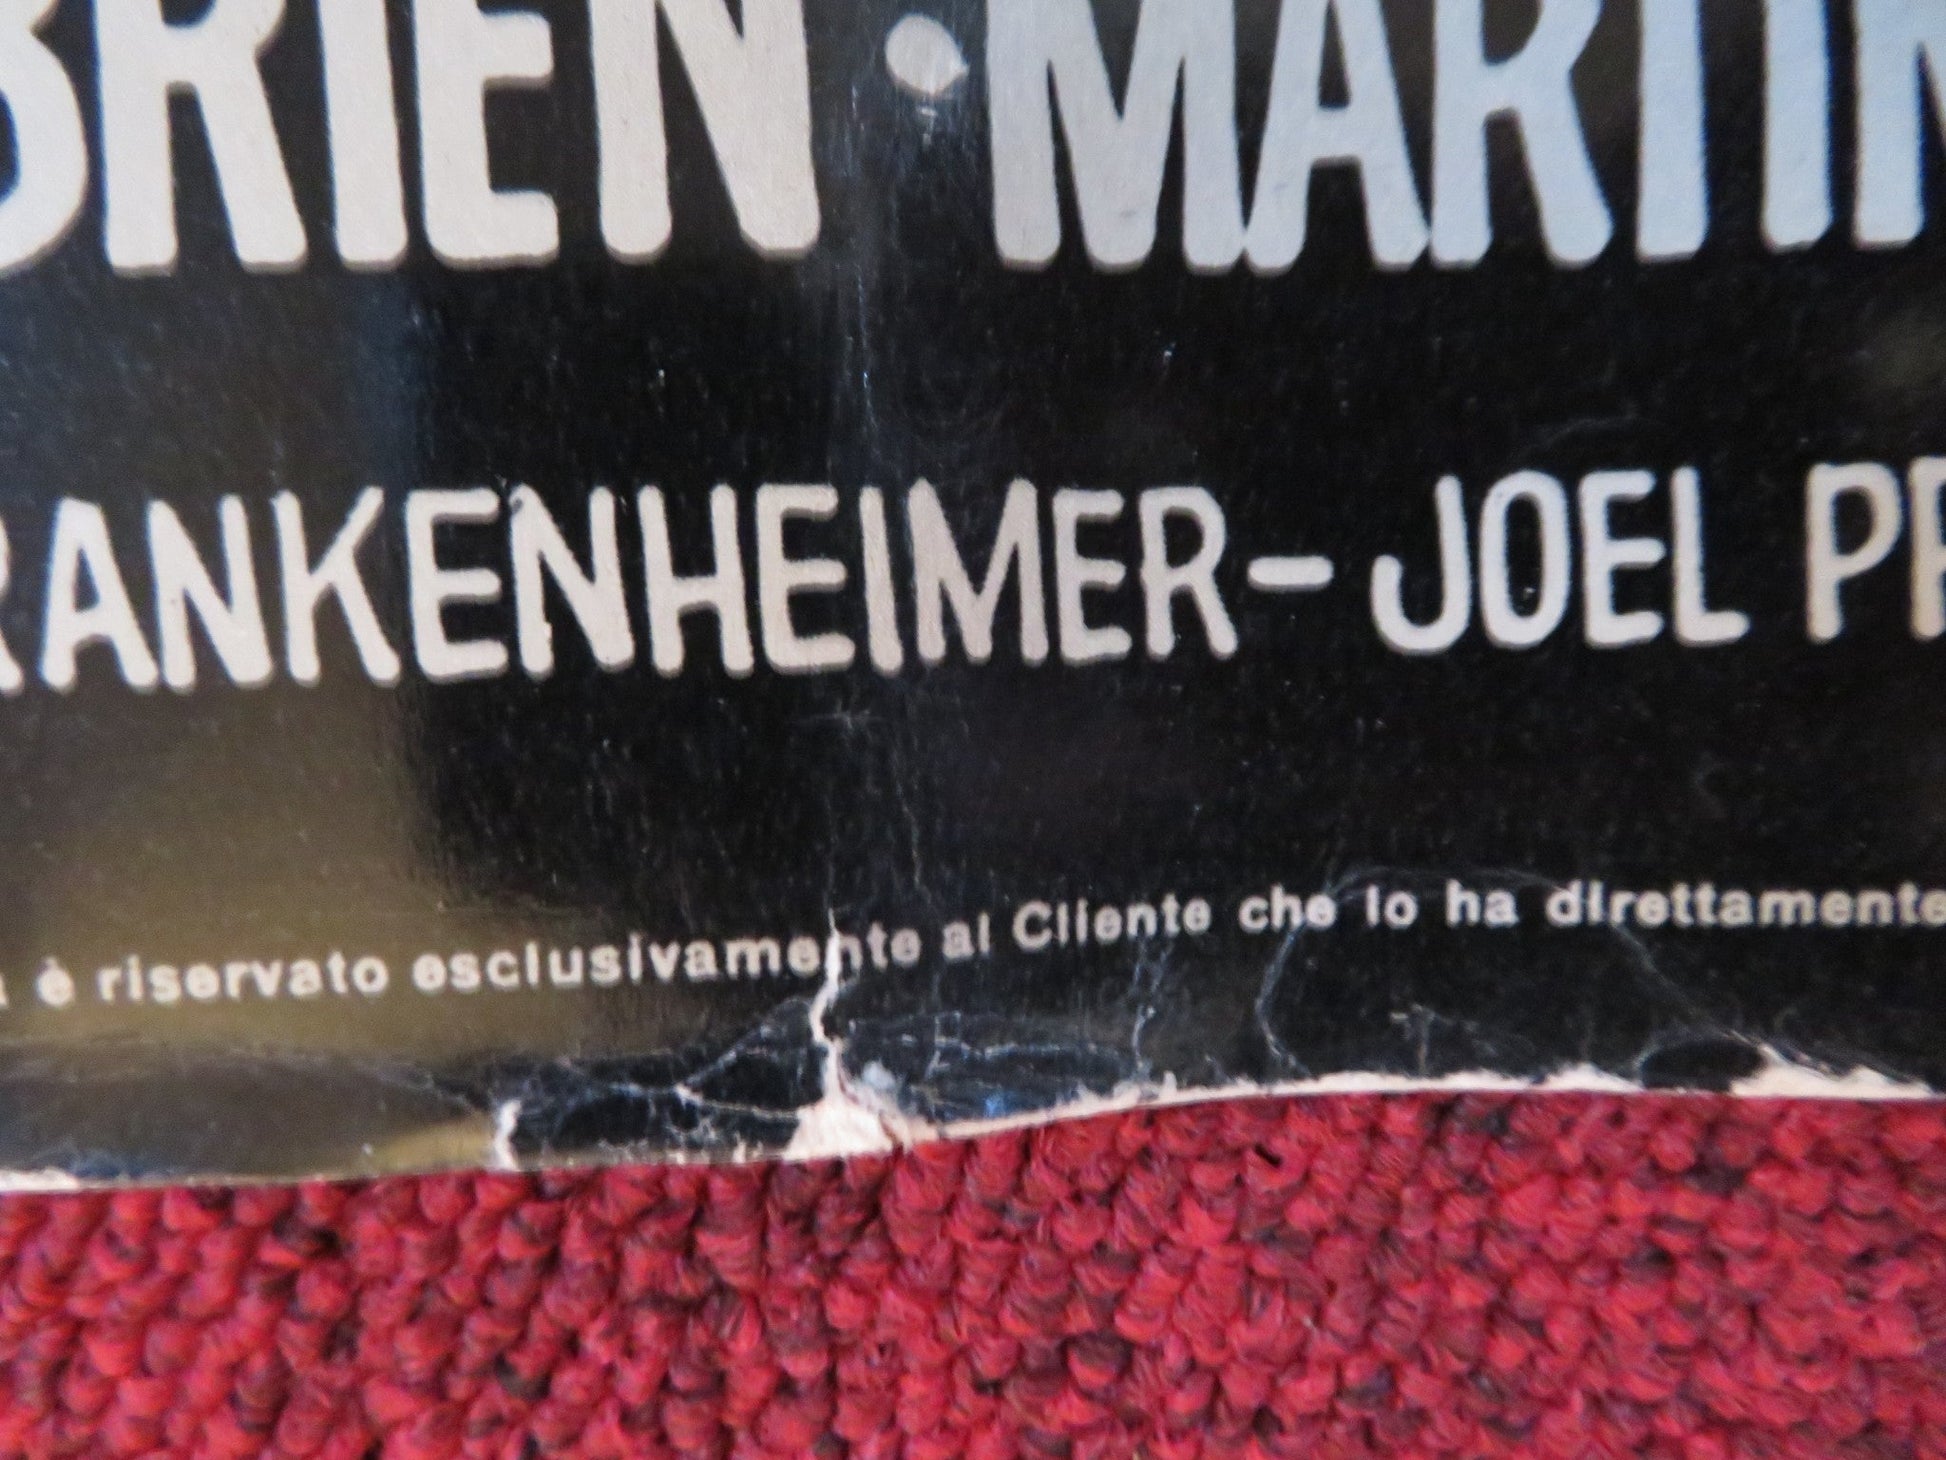 BRIEN · MARTIN
RANKENHEIMER – JOEL PR
è riservato esclusivamente al Cliente che lo ha direttamente